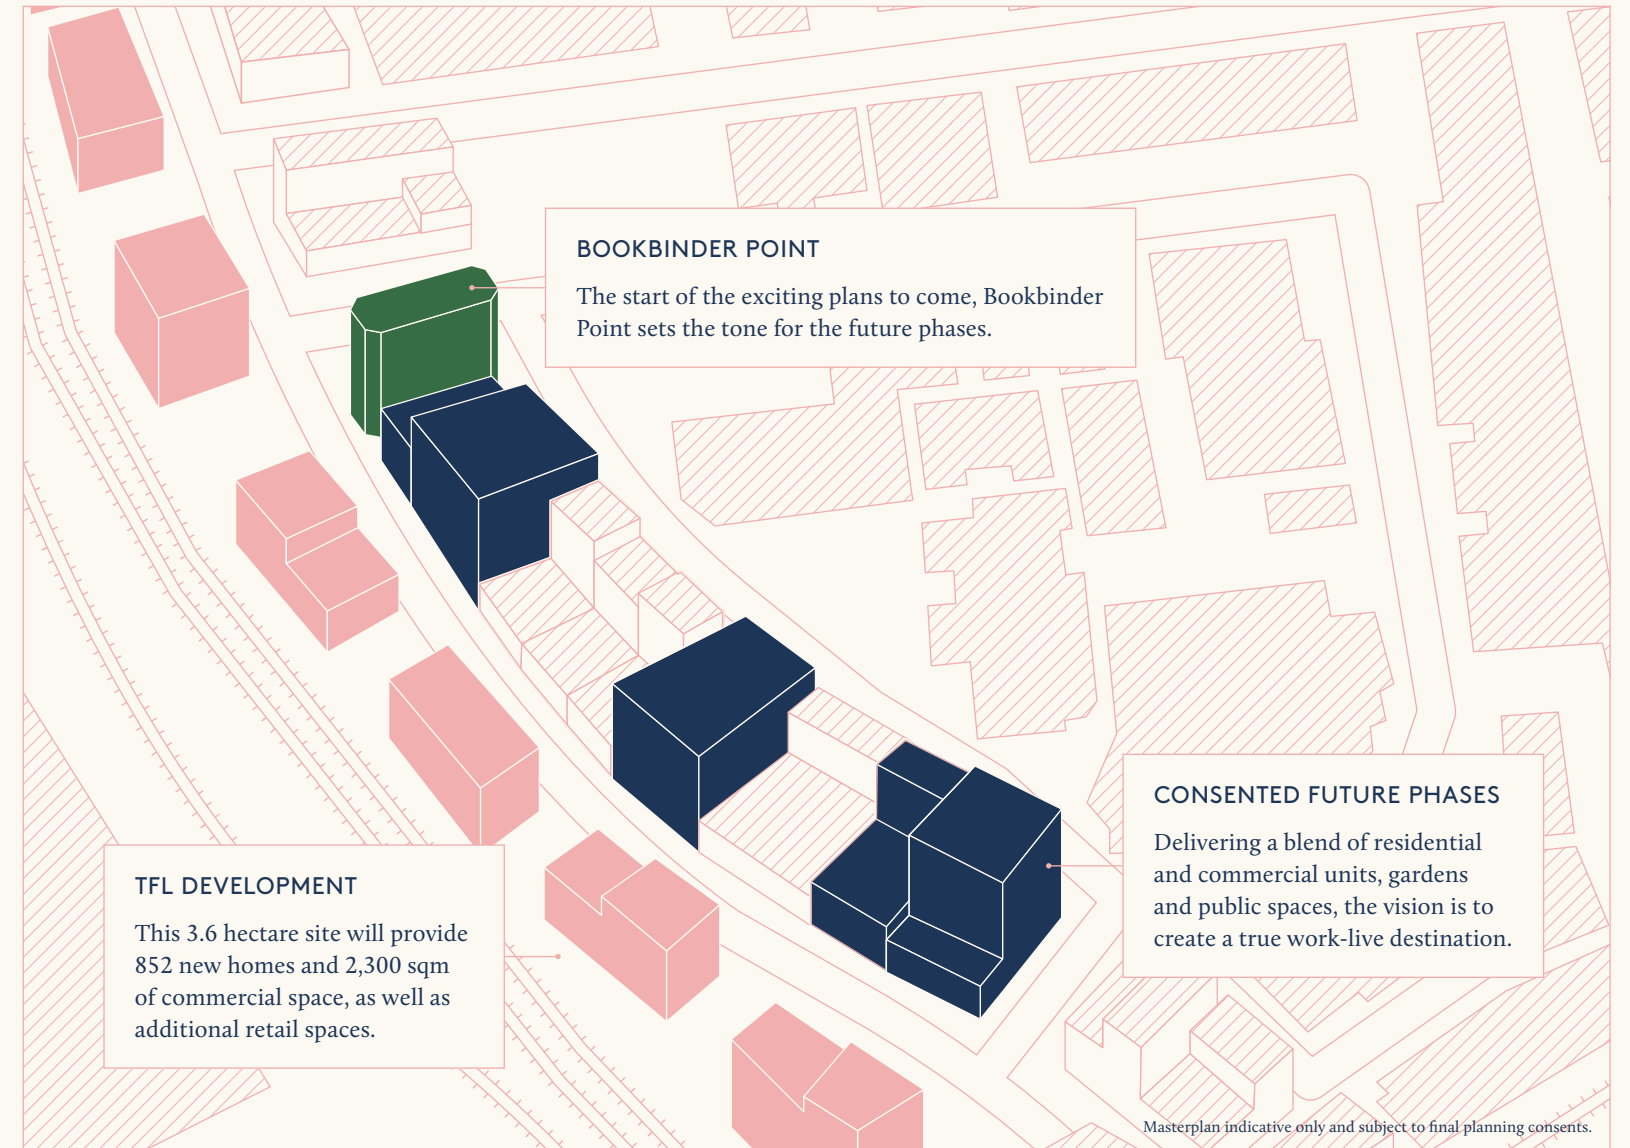 BOOKBINDER POINT
The start of the exciting plans to come, Bookbinder
Point sets the tone for the future phases.
CONSENTED FUTURE PHASES
Delivering a blend of residential
and commercial units, gardens
and public spaces, the vision is to
create a true work-live destination.
TFL DEVELOPMENT
This 3.6 hectare site will provide
852 new homes and 2,300 sqm
of commercial space, as well as
additional retail spaces.
Masterplan indicative only and subject to final planning consents.